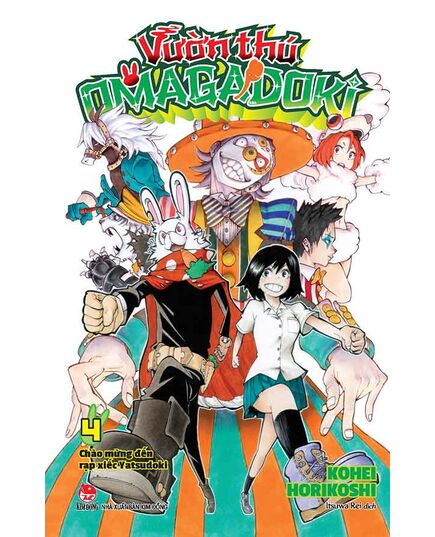 Vườn thú
OMAGADOKI
4
Chào mừng đến
rạp xiếc Yatsudoki
KOHEI
HORIKOSHI
Itsuwa Rei dịch
KIM ĐỒNG
NHÀ XUẤT BẢN KIM ĐỒNG